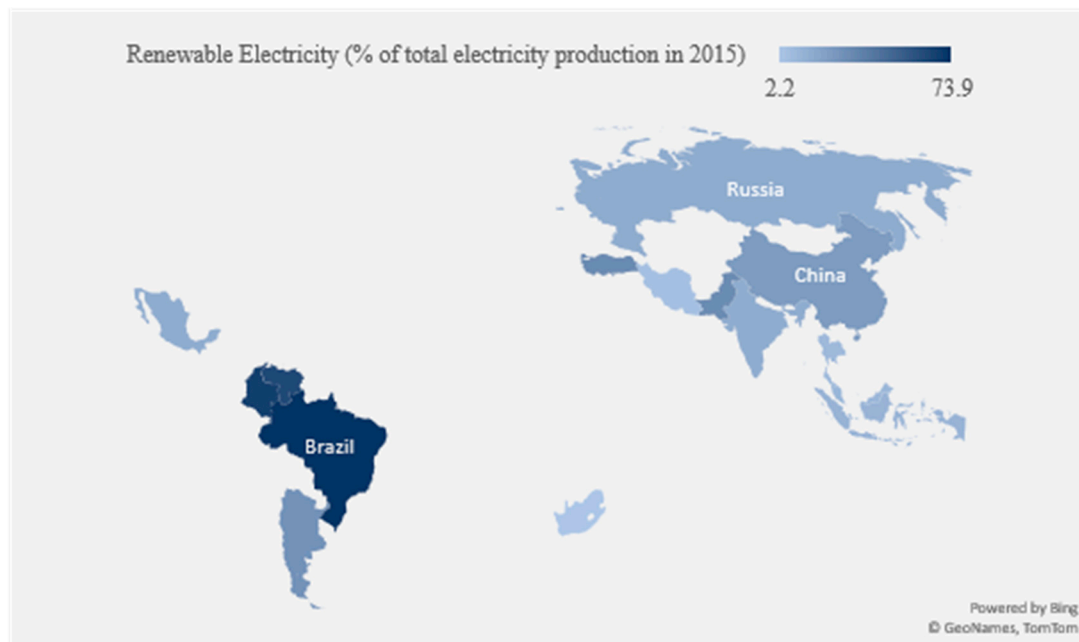 Renewable Electricity (% of total electricity production in 2015)
2.2 73.9
Russia
China
Brazil
Powered by Bing
© GeoNames, TomTom